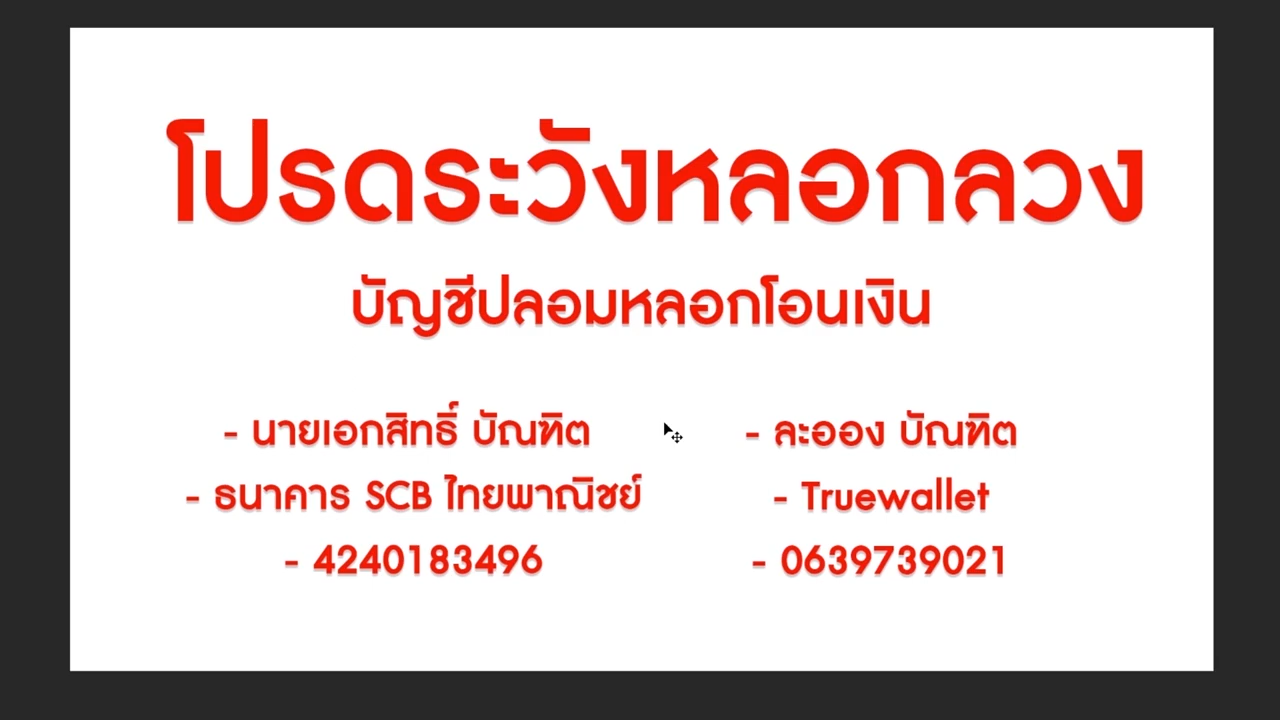 โปรดระวังหลอกลวง
บัญชีปลอมหลอกโอนเงิน
- นายเอกสิทธิ์ บัณฑิต
- ธนาคาร SCB ไทยพาณิชย์
- 4240183496
- ละออง บัณฑิต
- Truewallet
- 0639739021